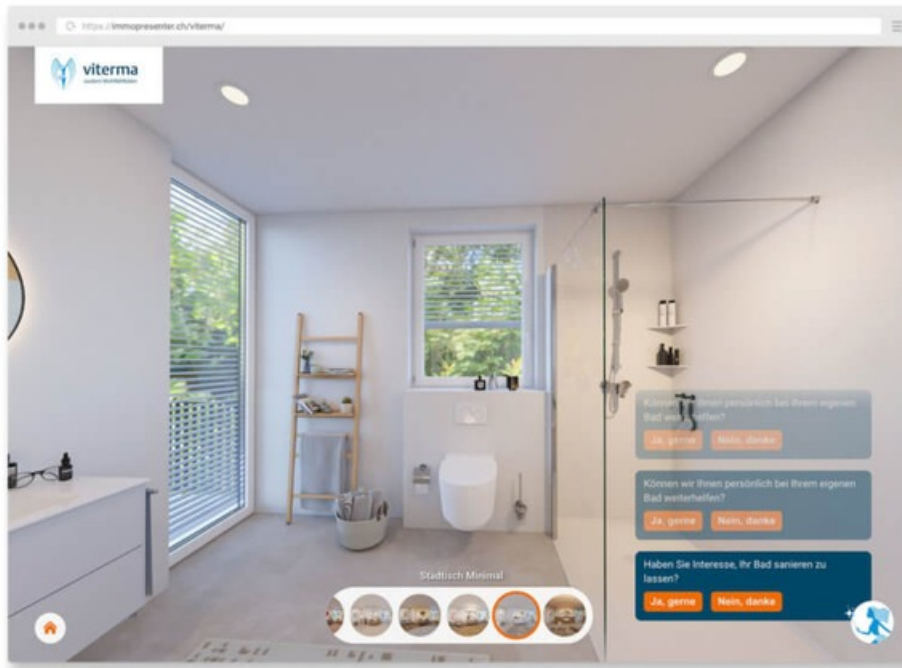 https://immopresenter.ch/viterma/
viterma
Können Ihnen persönlich bei Ihrem eigenen
Bad
Ja, gerne
Nein, danke
Können wir Ihnen persönlich bei Ihrem eigenen
Bad weiterhelfen?
Ja, gerne
Nein, danke
Städtisch Minimal
Haben Sie Interesse, Ihr Bad sanieren zu
lassen?
Ja, gerne
Nein, danke